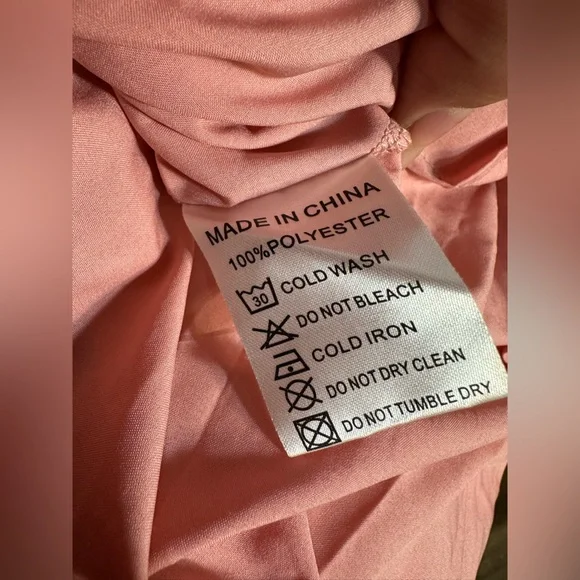 MADE IN CHINA
100%POLYESTER
30 COLD WASH
DO NOT BLEACH
COLD IRON
DO NOT DRY CLEAN
DO NOT TUMBLE DRY